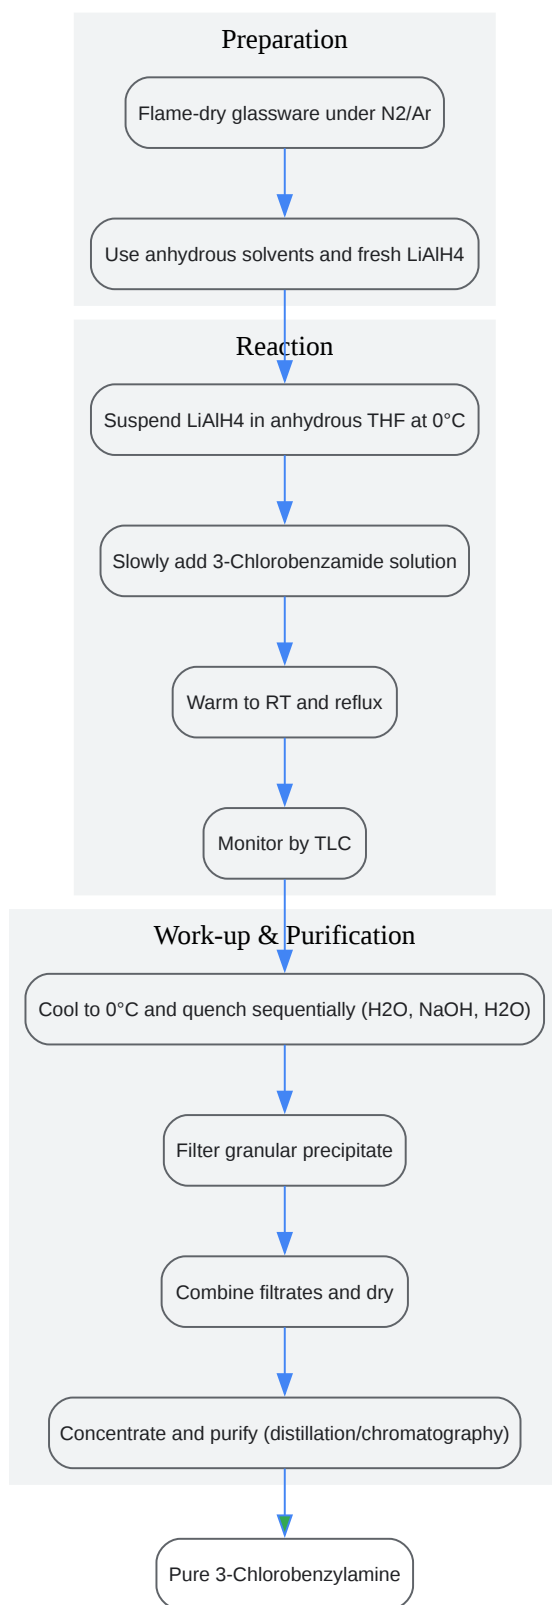 Preparation
Flame-dry glassware under N2/Ar
Use anhydrous solvents and fresh LiAlH4
Reaction
Suspend LiAlH4 in anhydrous THF at 0°C
Slowly add 3-Chlorobenzamide solution
Warm to RT and reflux
Monitor by TLC
Work-up & Purification
Cool to 0°C and quench sequentially (H2O, NaOH, H2O)
Filter granular precipitate
Combine filtrates and dry
Concentrate and purify (distillation/chromatography)
Pure 3-Chlorobenzylamine